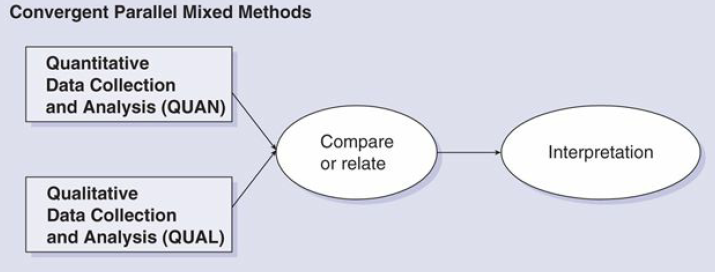 Convergent Parallel Mixed Methods
Quantitative
Data Collection
and Analysis (QUAN)
Compare
or relate
Interpretation
Qualitative
Data Collection
and Analysis (QUAL)